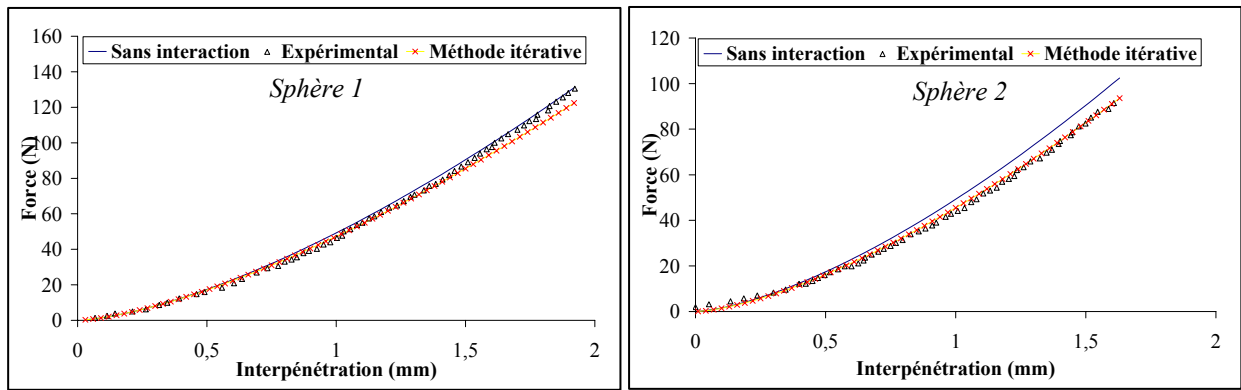 160
140
120
100
80
60
40
20
0
Force (N)
Sans interaction Expérimental Méthode itérative
Sphère 1
0 0,5 1 1,5 2
Interpénétration (mm)
120
100
80
60
40
20
0
Force (N)
Sans interaction Expérimental Méthode itérative
Sphère 2
0 0,5 1 1,5 2
Interpénétration (mm)